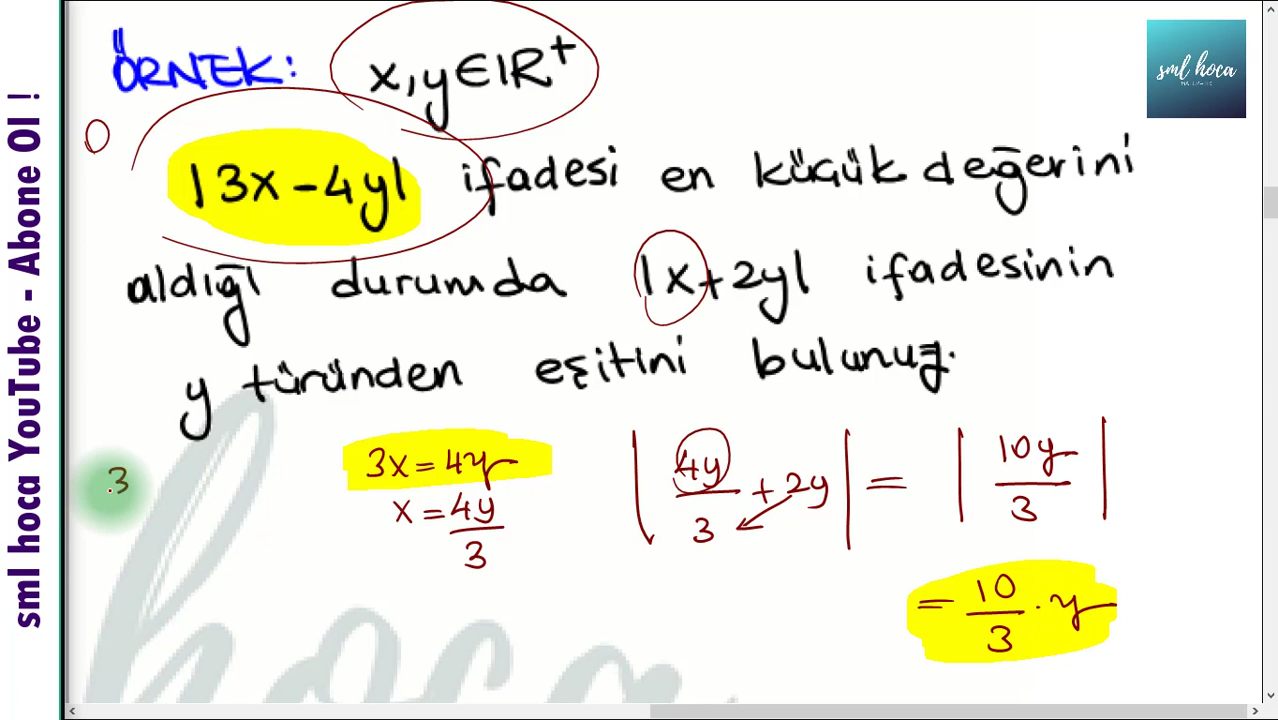 ÖRNEK: x,y∈IR⁺
0
|3x-4y| ifadesi en küçük değerini
aldığı durumda |x+2y| ifadesinin
y türünden eşitini bulunuz.
3x=4y
x=4y/3
|4y/3+2y|=|10y/3|
=10/3.y
.3
sml hoca YouTube - Abone Ol !
sml hoca